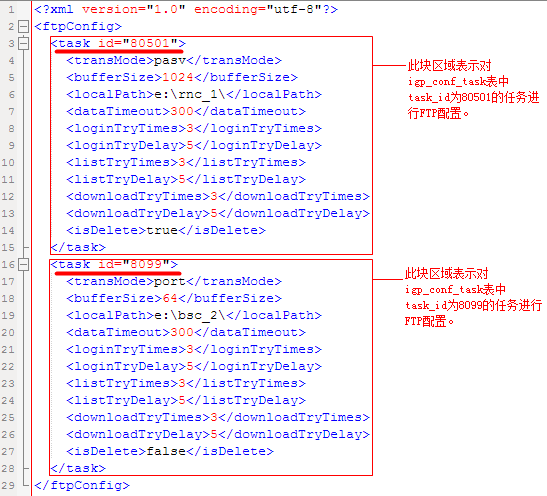 1 <?xml version="1.0" encoding="utf-8"?>
2 <ftpConfig>
3 <task id="80501">
4 <transMode>pasv</transMode>
5 <bufferSize>1024</bufferSize>
6 <localPath>e:\rnc_1\</localPath>
7 <dataTimeout>300</dataTimeout>
8 <loginTryTimes>3</loginTryTimes>
9 <loginTryDelay>5</loginTryDelay>
10 <listTryTimes>3</listTryTimes>
11 <listTryDelay>5</listTryDelay>
12 <downloadTryTimes>3</downloadTryTimes>
13 <downloadTryDelay>5</downloadTryDelay>
14 <isDelete>true</isDelete>
15 </task>
16 <task id="8099">
17 <transMode>port</transMode>
18 <bufferSize>64</bufferSize>
19 <localPath>e:\bsc_2\</localPath>
20 <dataTimeout>300</dataTimeout>
21 <loginTryTimes>3</loginTryTimes>
22 <loginTryDelay>5</loginTryDelay>
23 <listTryTimes>3</listTryTimes>
24 <listTryDelay>5</listTryDelay>
25 <downloadTryTimes>3</downloadTryTimes>
26 <downloadTryDelay>5</downloadTryDelay>
27 <isDelete>false</isDelete>
28 </task>
29 </ftpConfig>
此块区域表示对
igp_conf_task表中
task_id为80501的任务进
行FTP配置。
此块区域表示对
igp_conf_task表中
task_id为8099的任务进行
FTP配置。